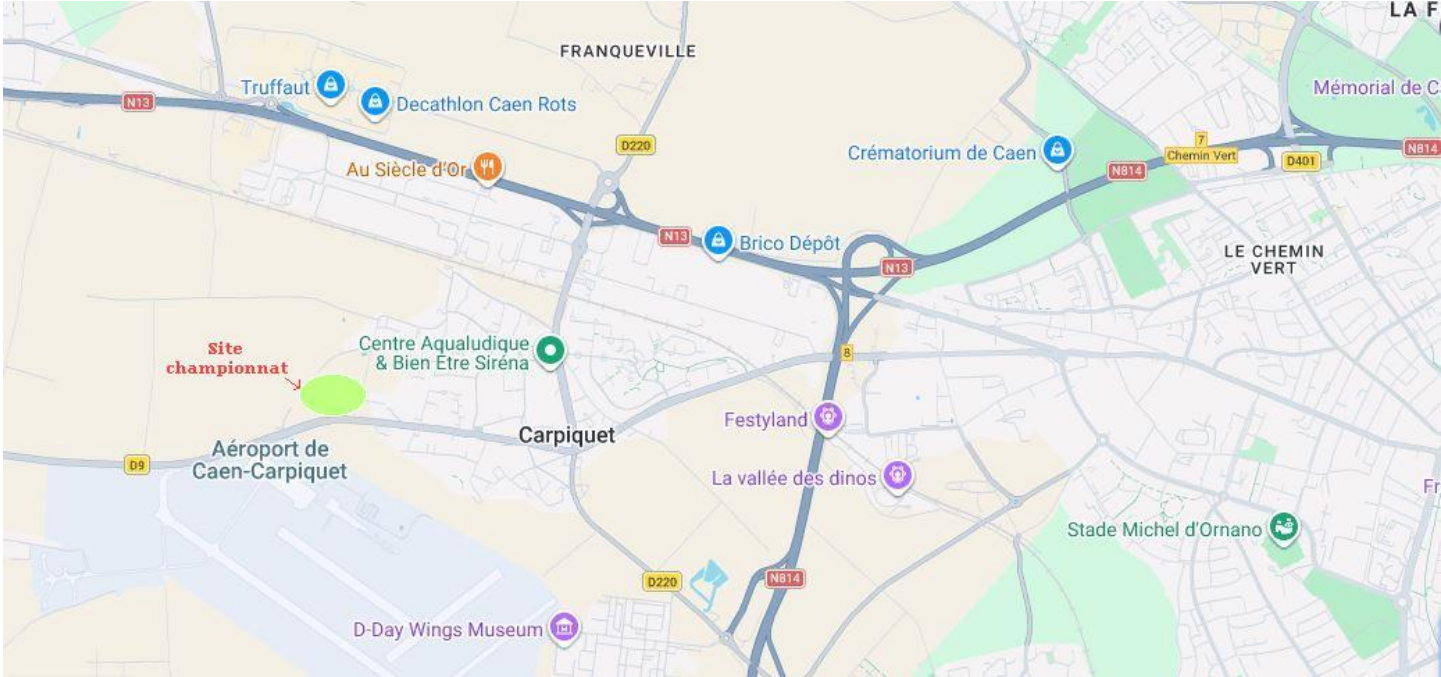 LA F
FRANQUEVILLE
Truffaut
Mémorial de C
N13
Decathlon Caen Rots
D220
7
Chemin Vert
N814
Crématorium de Caen
D401
Au Siècle d'Or
N814
N13
Brico Dépôt
LE CHEMIN
VERT
N13
Site
championnat
Centre Aqualudique
& Bien Etre Siréna
8
Festyland
Carpiquet
Aéroport de
Caen-Carpiquet
D9
La vallée des dinos
Fr
Stade Michel d'Ornano
D220
N814
D-Day Wings Museum